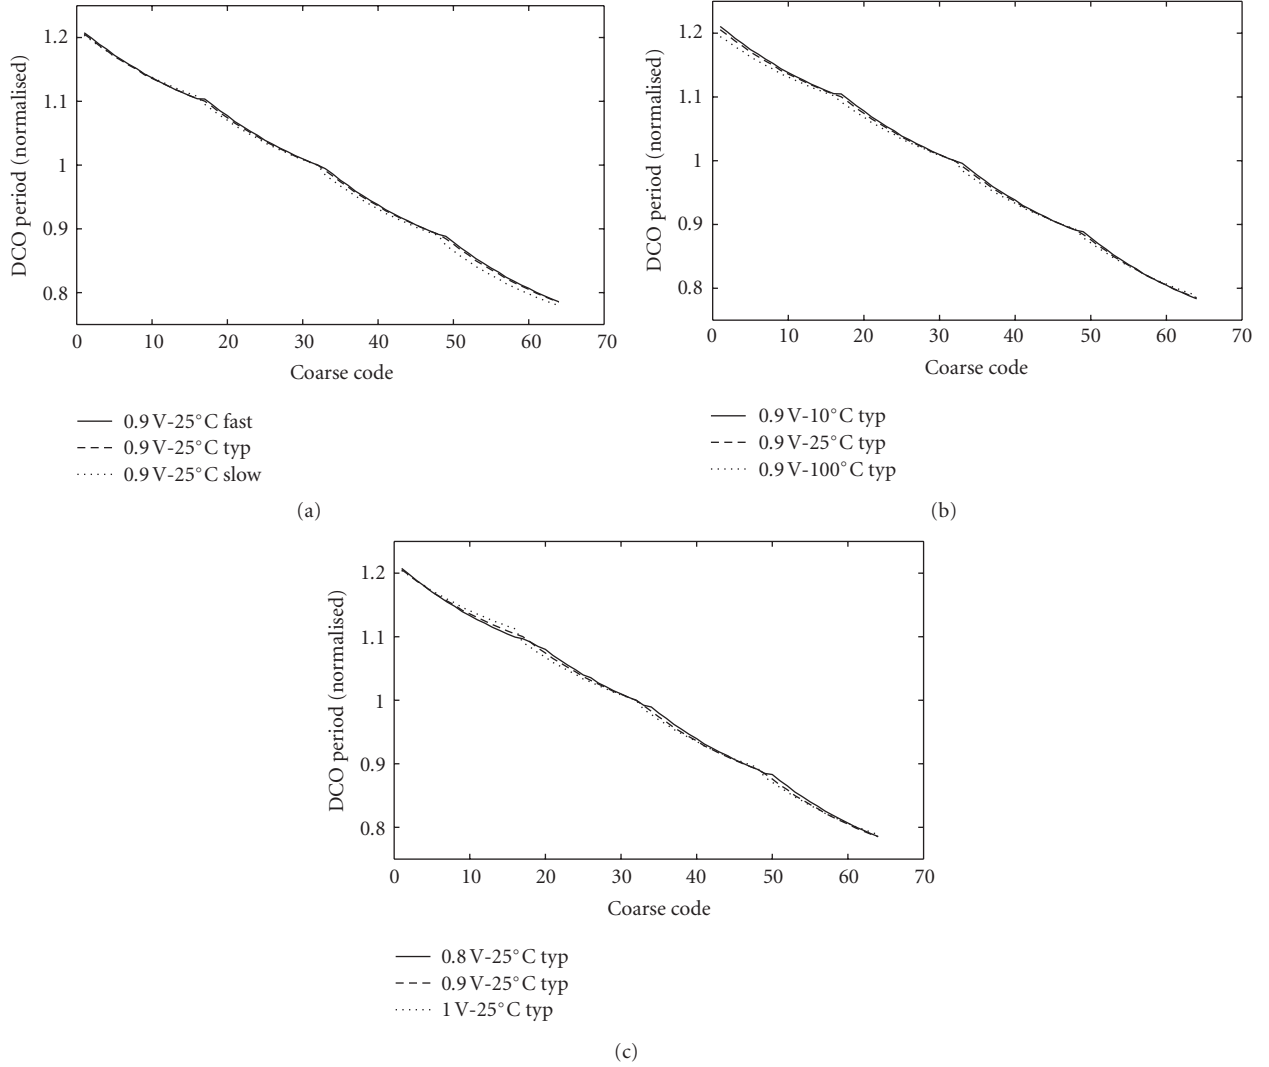 DCO period (normalised)
1.2
1.1
1
0.9
0.8
0 10 20 30 40 50 60 70
Coarse code
0.9 V-25°C fast
0.9 V-25°C typ
0.9 V-25°C slow
(a)
DCO period (normalised)
1.2
1.1
1
0.9
0.8
0 10 20 30 40 50 60 70
Coarse code
0.9 V-10°C typ
0.9 V-25°C typ
0.9 V-100°C typ
(b)
DCO period (normalised)
1.2
1.1
1
0.9
0.8
0 10 20 30 40 50 60 70
Coarse code
0.8 V-25°C typ
0.9 V-25°C typ
1 V-25°C typ
(c)